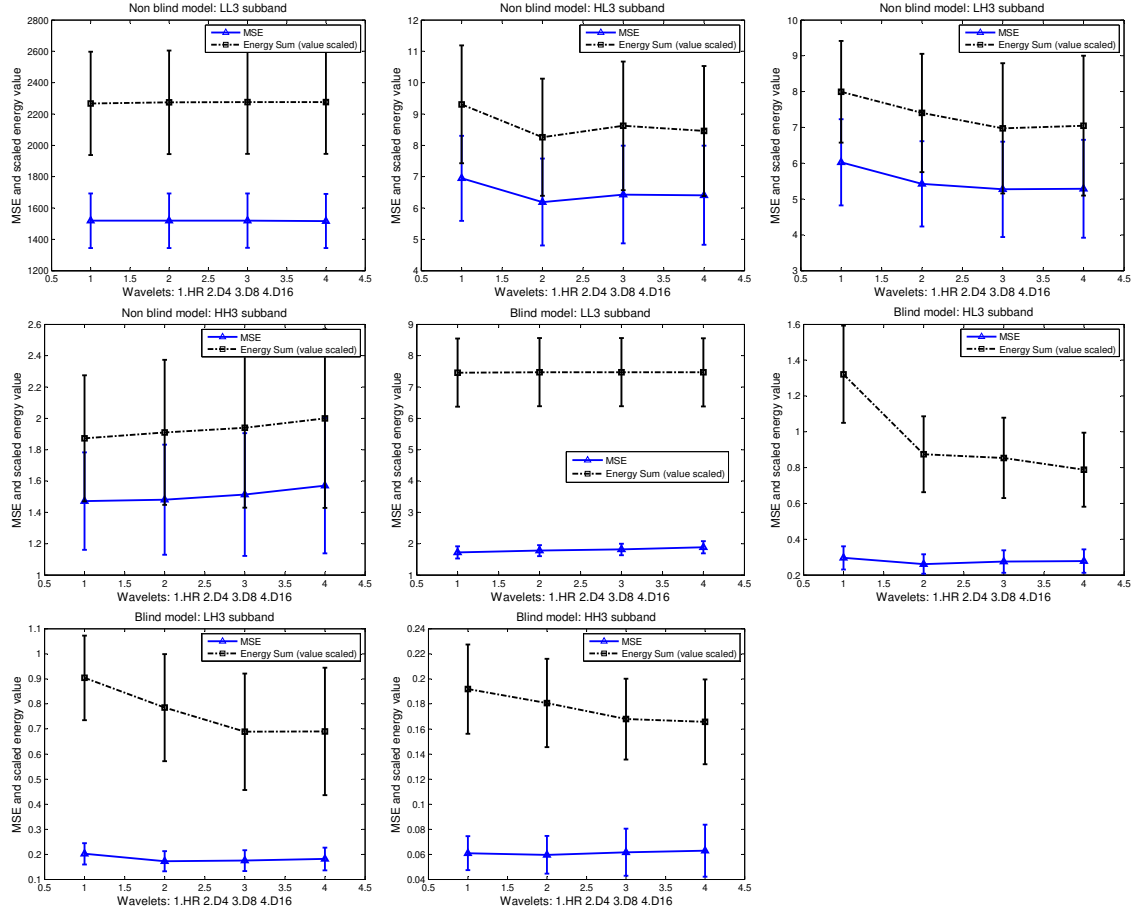 Non blind model: LL3 subband
MSE and scaled energy value
2800
2600
2400
2200
2000
1800
1600
1400
1200
MSE
Energy Sum (value scaled)
0.5 1 1.5 2 2.5 3 3.5 4 4.5
Wavelets: 1.HR 2.D4 3.D8 4.D16
Non blind model: HL3 subband
MSE and scaled energy value
12
11
10
9
8
7
6
5
4
MSE
Energy Sum (value scaled)
0.5 1 1.5 2 2.5 3 3.5 4 4.5
Wavelets: 1.HR 2.D4 3.D8 4.D16
Non blind model: LH3 subband
MSE and scaled energy value
10
9
8
7
6
5
4
3
MSE
Energy Sum (value scaled)
0.5 1 1.5 2 2.5 3 3.5 4 4.5
Wavelets: 1.HR 2.D4 3.D8 4.D16
Non blind model: HH3 subband
MSE and scaled energy value
2.6
2.4
2.2
2
1.8
1.6
1.4
1.2
1
MSE
Energy Sum (value scaled)
0.5 1 1.5 2 2.5 3 3.5 4 4.5
Wavelets: 1.HR 2.D4 3.D8 4.D16
Blind model: LL3 subband
MSE and scaled energy value
9
8
7
6
5
4
3
2
1
MSE
Energy Sum (value scaled)
0.5 1 1.5 2 2.5 3 3.5 4 4.5
Wavelets: 1.HR 2.D4 3.D8 4.D16
Blind model: HL3 subband
MSE and scaled energy value
1.6
1.4
1.2
1
0.8
0.6
0.4
0.2
MSE
Energy Sum (value scaled)
0.5 1 1.5 2 2.5 3 3.5 4 4.5
Wavelets: 1.HR 2.D4 3.D8 4.D16
Blind model: LH3 subband
MSE and scaled energy value
1.1
1
0.9
0.8
0.7
0.6
0.5
0.4
0.3
0.2
0.1
MSE
Energy Sum (value scaled)
0.5 1 1.5 2 2.5 3 3.5 4 4.5
Wavelets: 1.HR 2.D4 3.D8 4.D16
Blind model: HH3 subband
MSE and scaled energy value
0.24
0.22
0.2
0.18
0.16
0.14
0.12
0.1
0.08
0.06
0.04
MSE
Energy Sum (value scaled)
0.5 1 1.5 2 2.5 3 3.5 4 4.5
Wavelets: 1.HR 2.D4 3.D8 4.D16